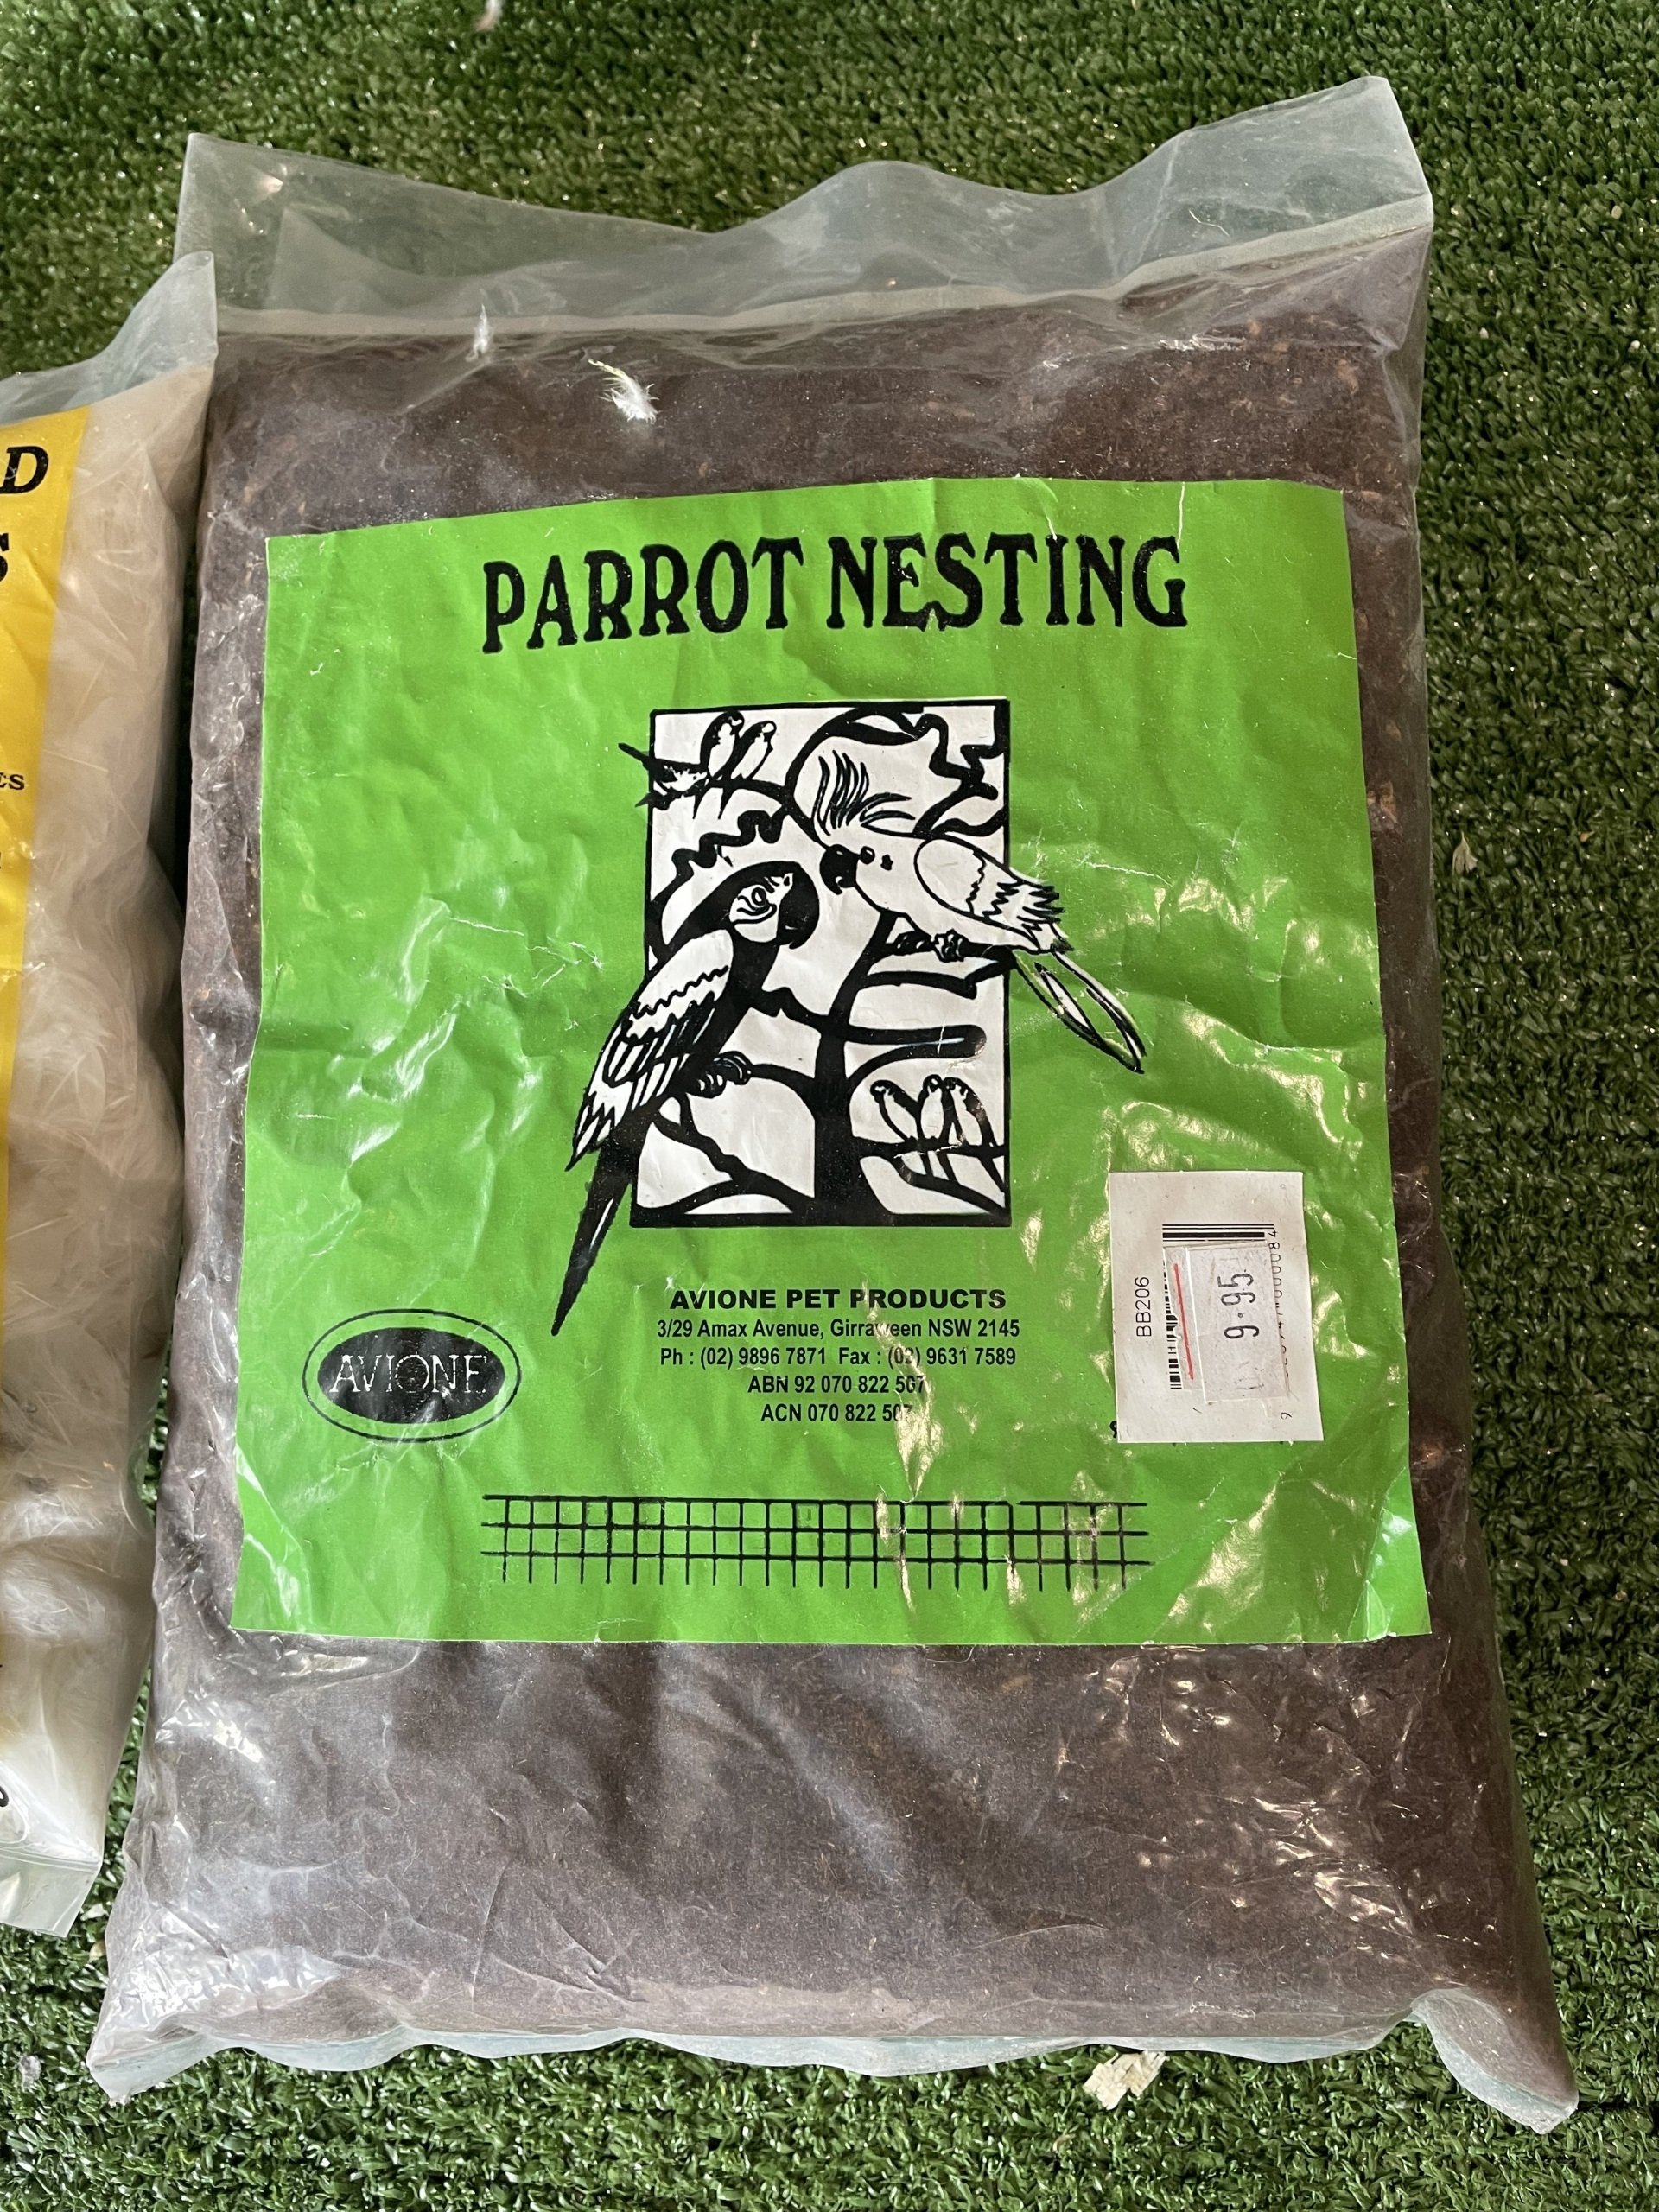 D
S
ES
PARROT NESTING
AVIONE PET PRODUCTS
3/29 Amax Avenue, Girraween NSW 2145
Ph : (02) 9896 7871 Fax : (02) 9631 7589
ABN 92 070 822 507
ACN 070 822 507
AVIONE
BB206
9.95